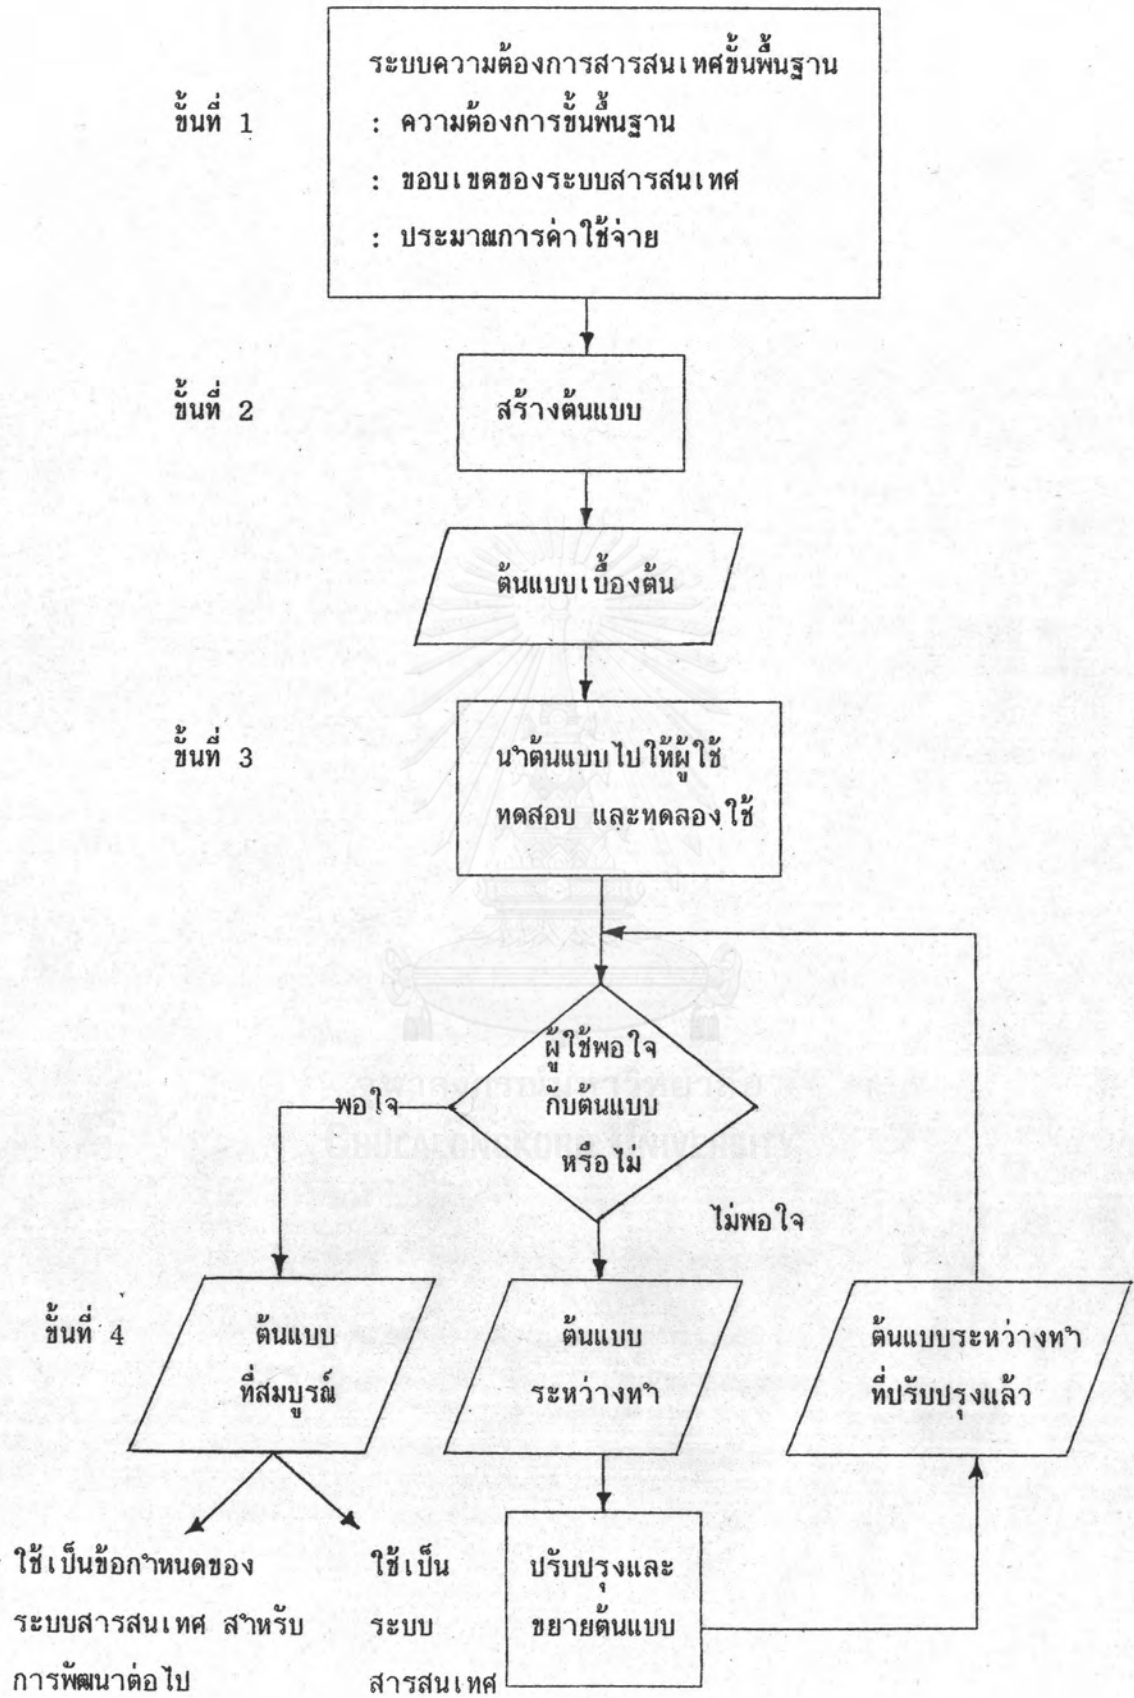 ระบบความต้องการสารสนเทศขั้นพื้นฐาน
ขั้นที่ 1
: ความต้องการขั้นพื้นฐาน
: ขอบเขตของระบบสารสนเทศ
: ประมาณการค่าใช้จ่าย
ขั้นที่ 2
สร้างต้นแบบ
ต้นแบบเบื้องต้น
ขั้นที่ 3
นำต้นแบบไปให้ผู้ใช้
ทดสอบ และทดลองใช้
ผู้ใช้พอใจ
กับต้นแบบ
หรือไม่
พอใจ
CHULALONGKORN UNIVERSITY
ไม่พอใจ
ขั้นที่ 4
ต้นแบบ
ที่สมบูรณ์
ต้นแบบ
ระหว่างทำ
ต้นแบบระหว่างทำ
ที่ปรับปรุงแล้ว
ใช้เป็นข้อกำหนดของ
ระบบสารสนเทศ สำหรับ
การพัฒนาต่อไป
ใช้เป็น
ระบบ
สารสนเทศ
ปรับปรุงและ
ขยายต้นแบบ